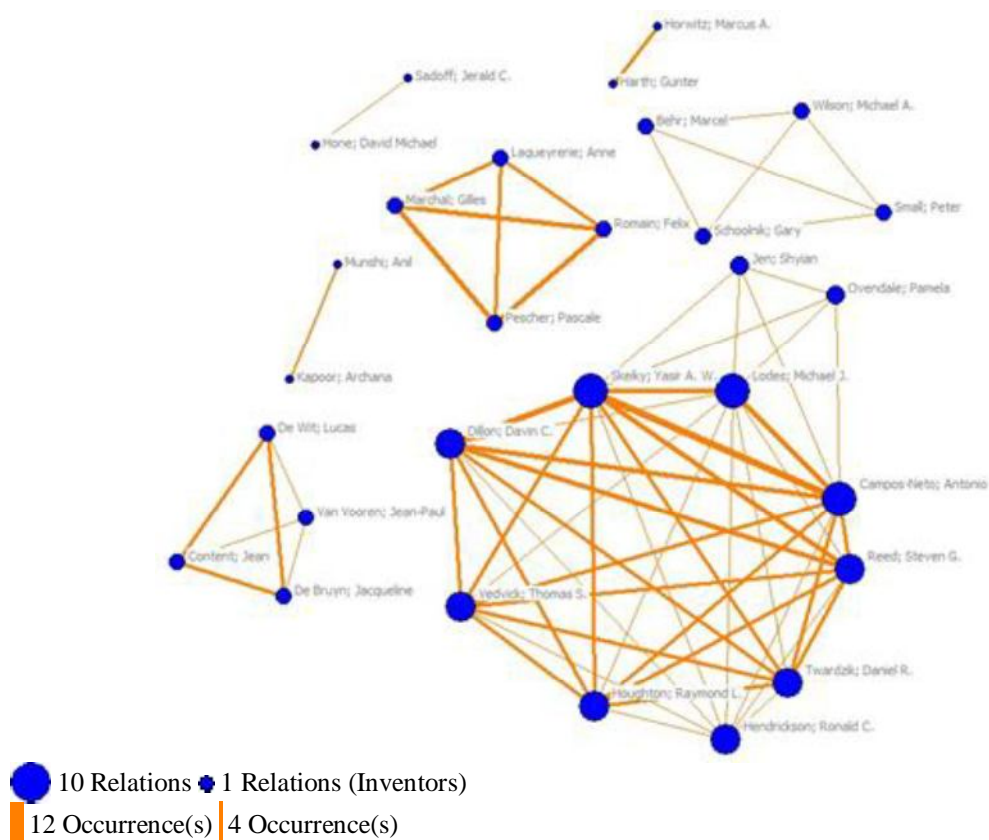 Horwitz; Marcus A.
Harth; Gunter
Sadoff; Jerald C.
Hone; David Michael
Wilson; Michael A.
Behr; Marcel
Laqueyrerie; Anne
Marchal; Gilles
Small; Peter
Romain; Felix
Schoolnik; Gary
Jen; Shyian
Munshi; Anil
Ovendale; Pamela
Pescher; Pascale
Kapoor; Archana
Skeiky; Yasir A. W.
Lodes; Michael J.
De Wit; Lucas
Dillon; Davin C.
Campos-Neto; Antonio
Van Vooren; Jean-Paul
Content; Jean
Reed; Steven G.
De Bruyn; Jacqueline
Vedvick; Thomas S.
Twardzik; Daniel R.
Houghton; Raymond L.
Hendrickson; Ronald C.
10 Relations 1 Relations (Inventors)
12 Occurrence(s) 4 Occurrence(s)